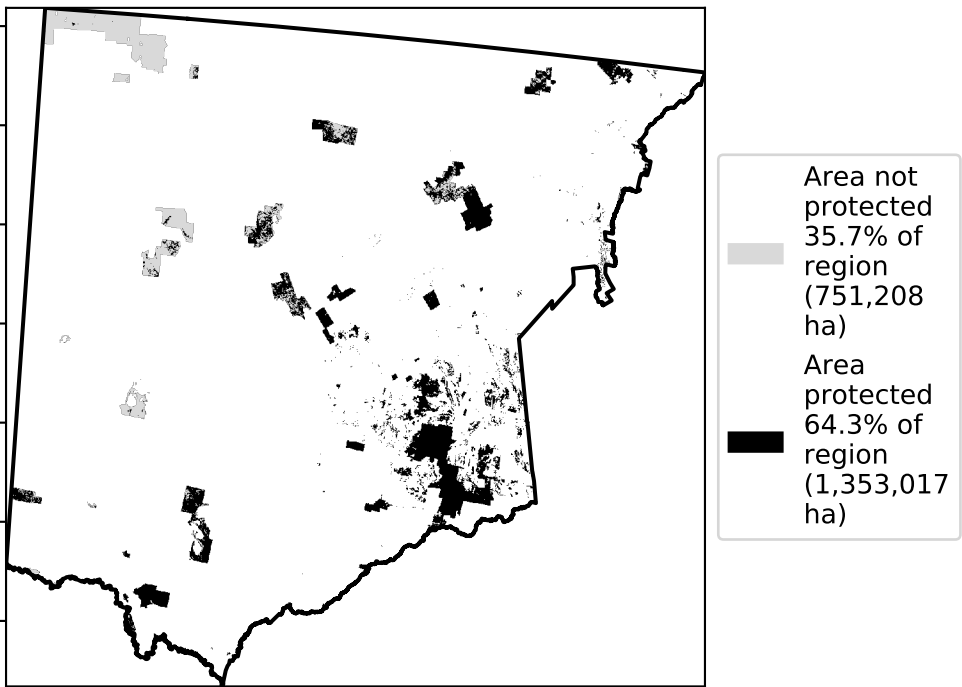 Area not
protected
35.7% of
region
(751,208
ha)
Area
protected
64.3% of
region
(1,353,017
ha)